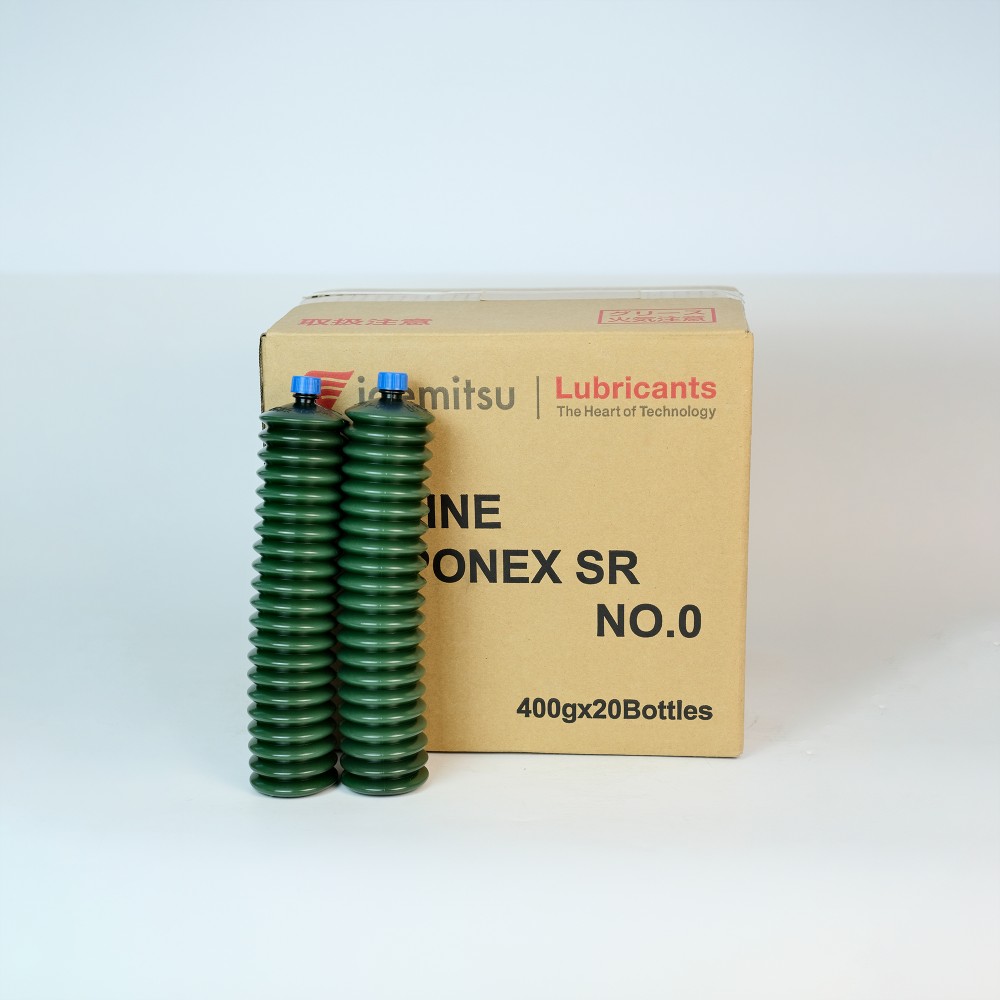 取扱注意
グリース
火気注意
idemitsu
Lubricants
The Heart of Technology
INE
PONEX SR
NO.0
400gx20Bottles